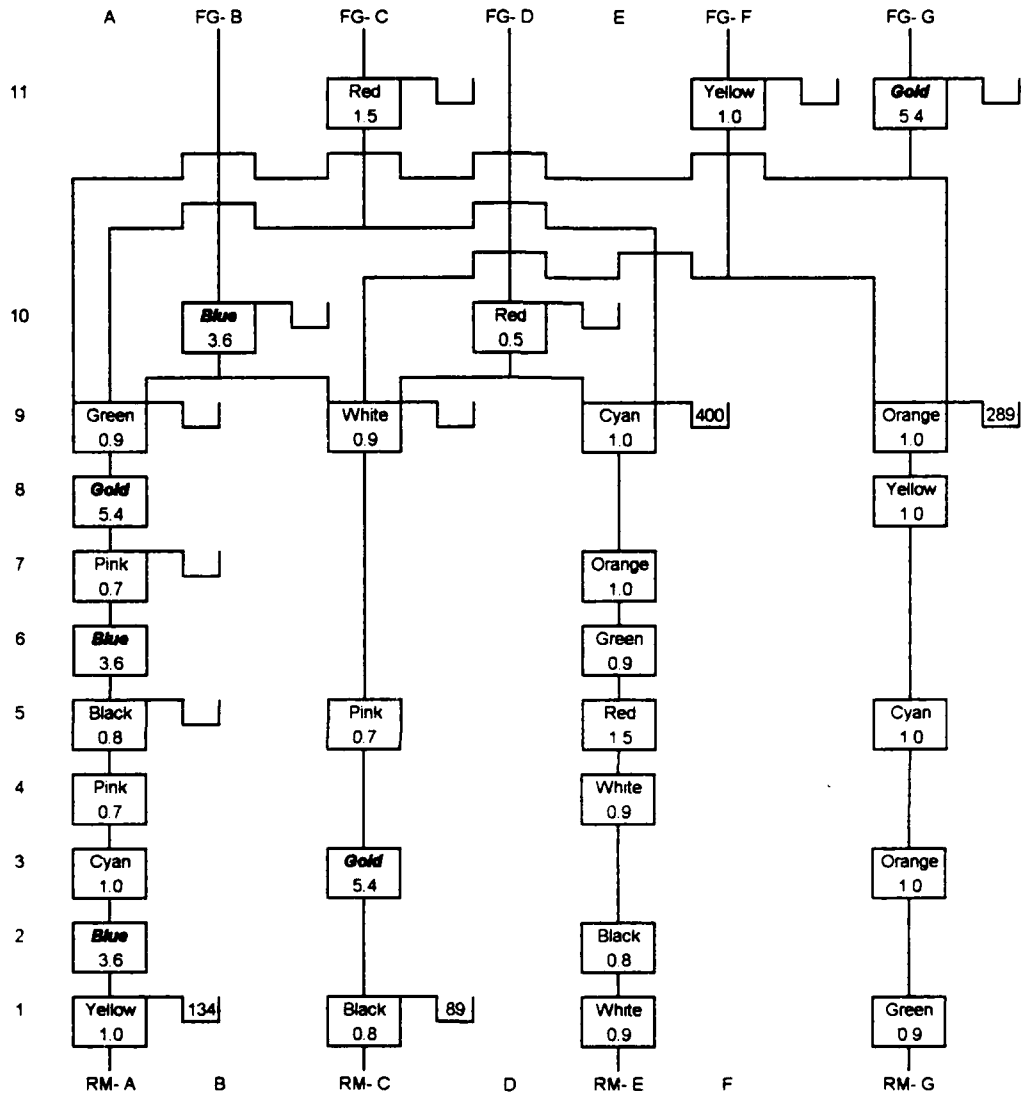 A FG- B FG- C FG- D E FG- F FG- G
11
Red Yellow Gold
1.5 1.0 5.4
10 Blue Red
3.6 0.5
9 Green White Cyan 400 Orange 289
0.9 0.9 1.0 1.0
8 Gold Yellow
5.4 1.0
7 Pink Orange
0.7 1.0
6 Blue Green
3.6 0.9
5 Black Pink Red Cyan
0.8 0.7 1.5 1.0
4 Pink White
0.7 0.9
3 Cyan Gold Orange
1.0 5.4 1.0
2 Blue Black
3.6 0.8
1 Yellow 134 Black 89 White Green
1.0 0.8 0.9 0.9
RM- A B RM- C D RM- E F RM- G